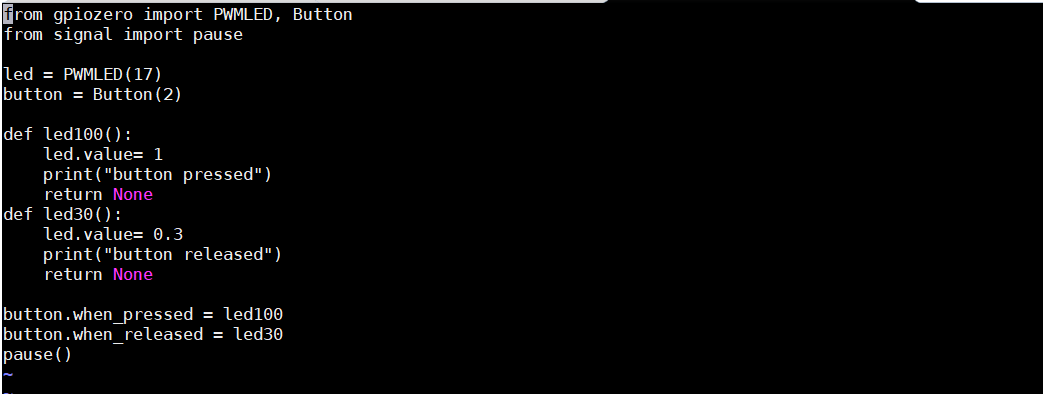 from gpiozero import PWMLED, Button
from signal import pause

led = PWMLED(17)
button = Button(2)

def led100():
    led.value= 1
    print("button pressed")
    return None
def led30():
    led.value= 0.3
    print("button released")
    return None

button.when_pressed = led100
button.when_released = led30
pause()
~